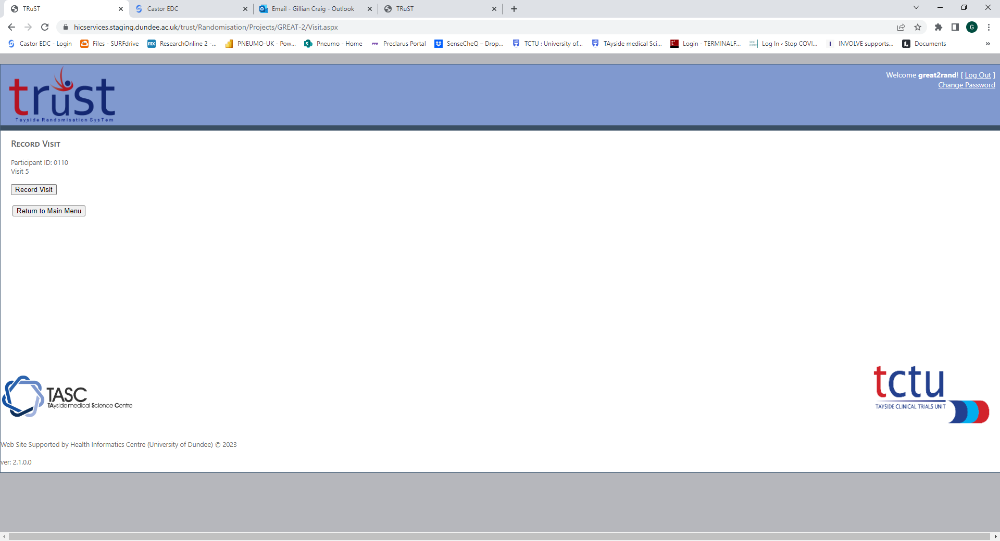 TRuST
Castor EDC
Email - Gillian Craig - Outlook
TRuST
hicservices.staging.dundee.ac.uk/trust/Randomisation/Projects/GREAT-2/Visit.aspx
G
Castor EDC - Login
Files - SURFdrive
mx
ResearchOnline 2 -...
PNEUMO-UK - Pow...
Pneumo - Home
Preclarus Portal
SenseCheQ – Drop...
TCTU : University of...
TAyside medical Sci...
Login - TERMINALF...
Log In ‹ Stop COVI...
INVOLVE supports...
Documents
»
trust
Tayside Randomisation SysTem
Welcome great2rand! [ Log Out ]
Change Password
Record Visit
Participant ID: 0110
Visit 5
Record Visit
Return to Main Menu
TASC
TAyside medical Science Centre
tctu
TAYSIDE CLINICAL TRIALS UNIT
Web Site Supported by Health Informatics Centre (University of Dundee) © 2023
ver: 2.1.0.0